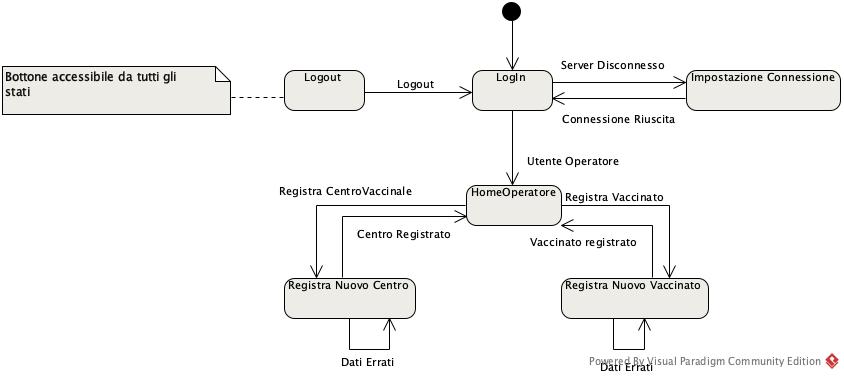 Bottone accessibile da tutti gli
stati
Logout
Logout
LogIn
Server Disconnesso
Impostazione Connessione
Connessione Riuscita
Utente Operatore
Registra CentroVaccinale
HomeOperatore
Registra Vaccinato
Centro Registrato
Vaccinato registrato
Registra Nuovo Centro
Registra Nuovo Vaccinato
Dati Errati
Dati Errati
Powered By Visual Paradigm Community Edition